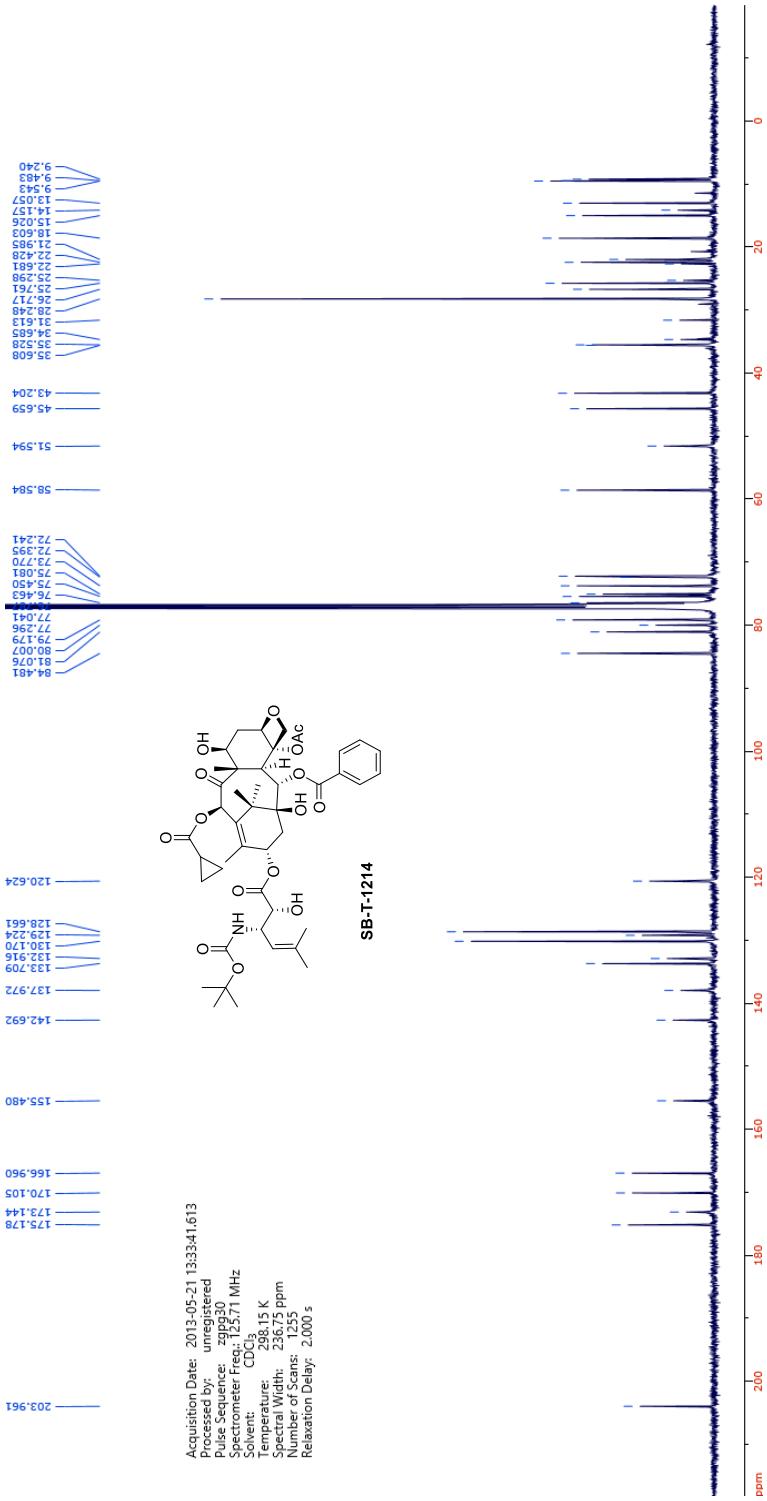 9.240
9.483
9.543
13.057
14.157
15.026
18.603
21.985
22.428
22.681
25.298
25.761
26.717
28.248
31.613
34.685
35.528
35.608
43.204
45.659
51.594
58.584
72.241
72.395
73.770
75.081
75.450
76.463
77.041
77.296
79.179
80.007
81.076
84.481
120.624
128.661
129.224
130.170
132.916
133.709
137.972
142.692
155.480
166.960
170.105
173.144
175.178
203.961
O
O
O
OH
O
OAc
H
O
O
OH
O
O
OH
NH
O
O
SB-T-1214
Acquisition Date: 2013-05-21 13:33:41.613
Processed by: unregistered
Pulse Sequence: zgpg30
Spectrometer Freq.: 125.71 MHz
Solvent: CDCl3
Temperature: 298.15 K
Spectral Width: 236.75 ppm
Number of Scans: 1255
Relaxation Delay: 2.000 s
0
20
40
60
80
100
120
140
160
180
200
ppm